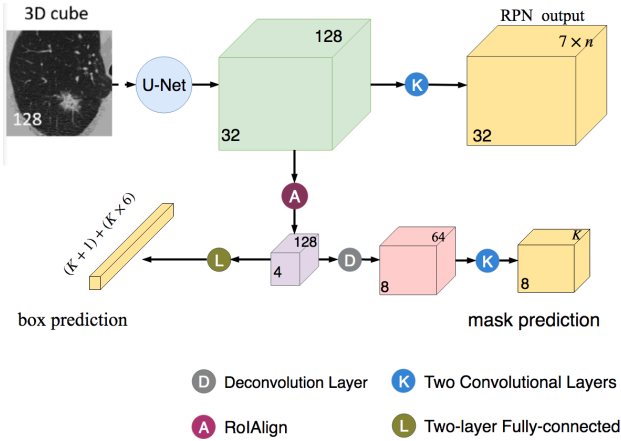 3D cube
128
U-Net
128
32
K
RPN output
7 × n
32
A
(K + 1) + (K × 6)
L
128
4
D
64
8
K
K
8
box prediction
mask prediction
D Deconvolution Layer
K Two Convolutional Layers
A RoIAlign
L Two-layer Fully-connected